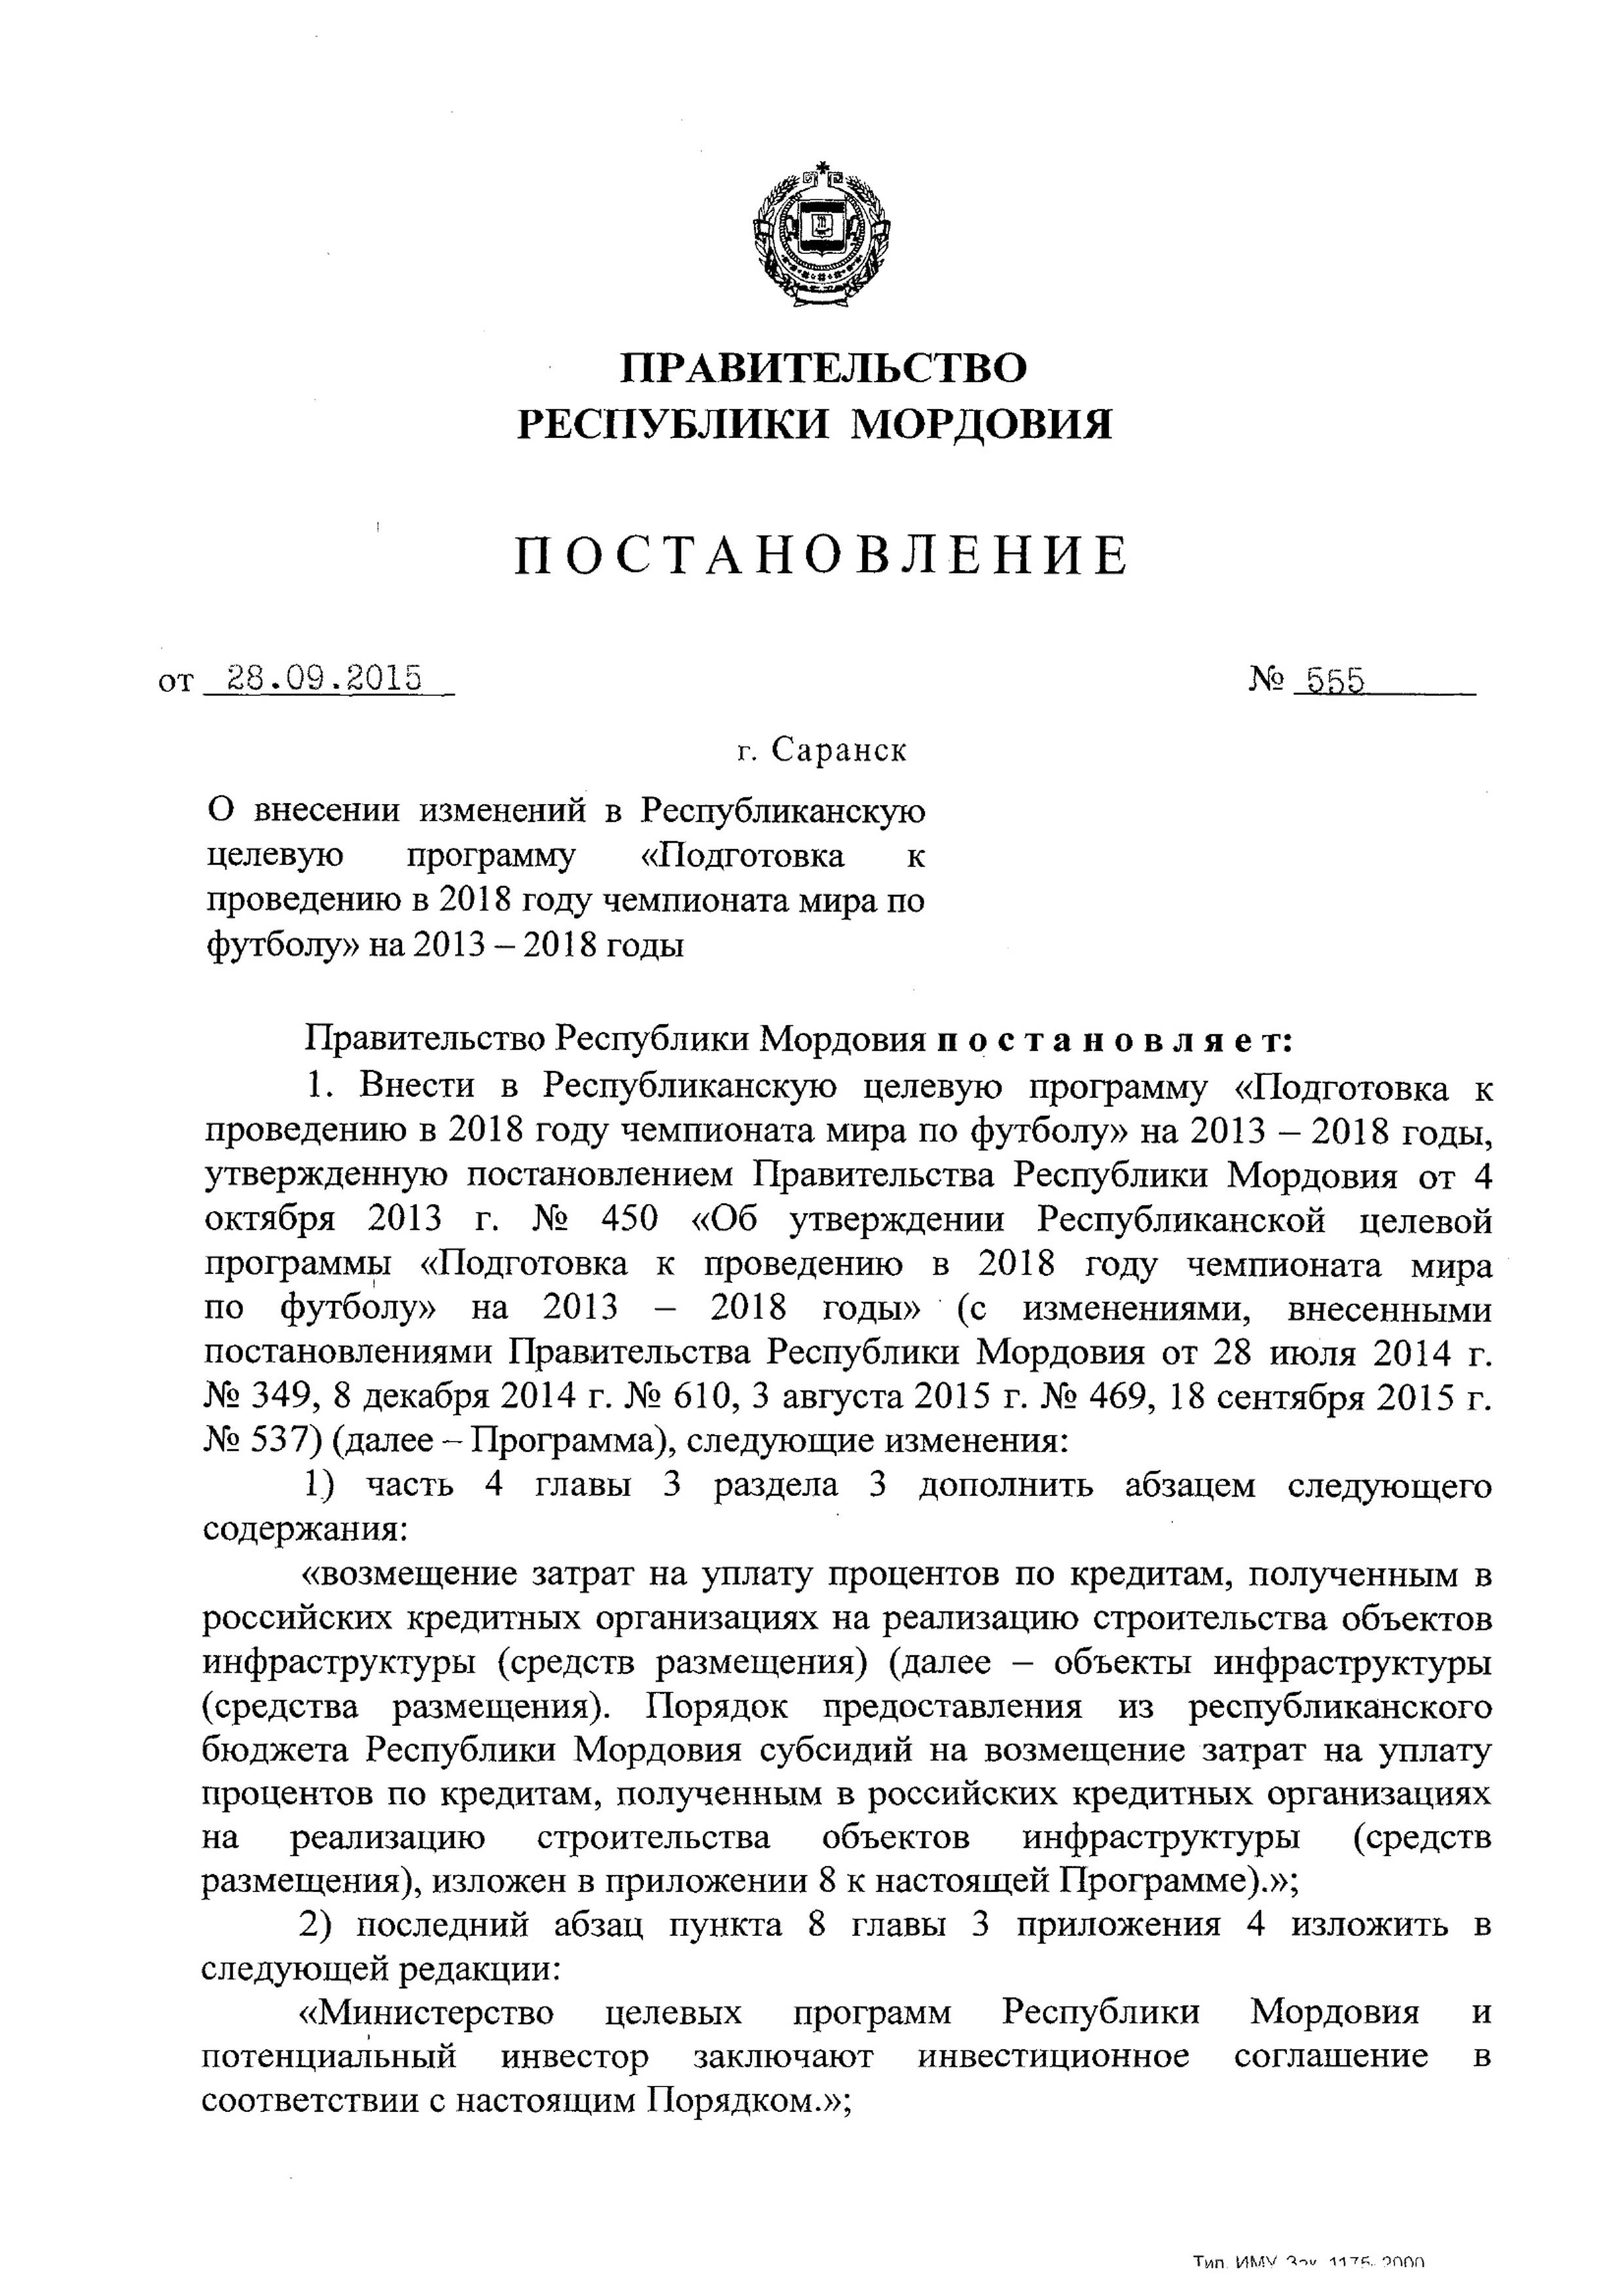 ПРАВИТЕЛЬСТВО
РЕСПУБЛИКИ МОРДОВИЯ
ПОСТАНОВЛЕНИЕ
от 28.09.2015 № 555
г. Саранск
О внесении изменений в Республиканскую
целевую программу «Подготовка к
проведению в 2018 году чемпионата мира по
футболу» на 2013 – 2018 годы
Правительство Республики Мордовия п о с т а н о в л я е т:
1. Внести в Республиканскую целевую программу «Подготовка к
проведению в 2018 году чемпионата мира по футболу» на 2013 – 2018 годы,
утвержденную постановлением Правительства Республики Мордовия от 4
октября 2013 г. № 450 «Об утверждении Республиканской целевой
программы «Подготовка к проведению в 2018 году чемпионата мира
по футболу» на 2013 – 2018 годы» (с изменениями, внесенными
постановлениями Правительства Республики Мордовия от 28 июля 2014 г.
№ 349, 8 декабря 2014 г. № 610, 3 августа 2015 г. № 469, 18 сентября 2015 г.
№ 537) (далее – Программа), следующие изменения:
1) часть 4 главы 3 раздела 3 дополнить абзацем следующего
содержания:
«возмещение затрат на уплату процентов по кредитам, полученным в
российских кредитных организациях на реализацию строительства объектов
инфраструктуры (средств размещения) (далее – объекты инфраструктуры
(средства размещения). Порядок предоставления из республиканского
бюджета Республики Мордовия субсидий на возмещение затрат на уплату
процентов по кредитам, полученным в российских кредитных организациях
на реализацию строительства объектов инфраструктуры (средств
размещения), изложен в приложении 8 к настоящей Программе).»;
2) последний абзац пункта 8 главы 3 приложения 4 изложить в
следующей редакции:
«Министерство целевых программ Республики Мордовия и
потенциальный инвестор заключают инвестиционное соглашение в
соответствии с настоящим Порядком.»;
Тип. ИМУ